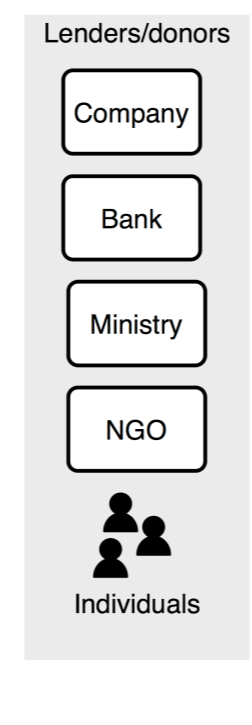 Lenders/donors
Company
Bank
Ministry
NGO
Individuals